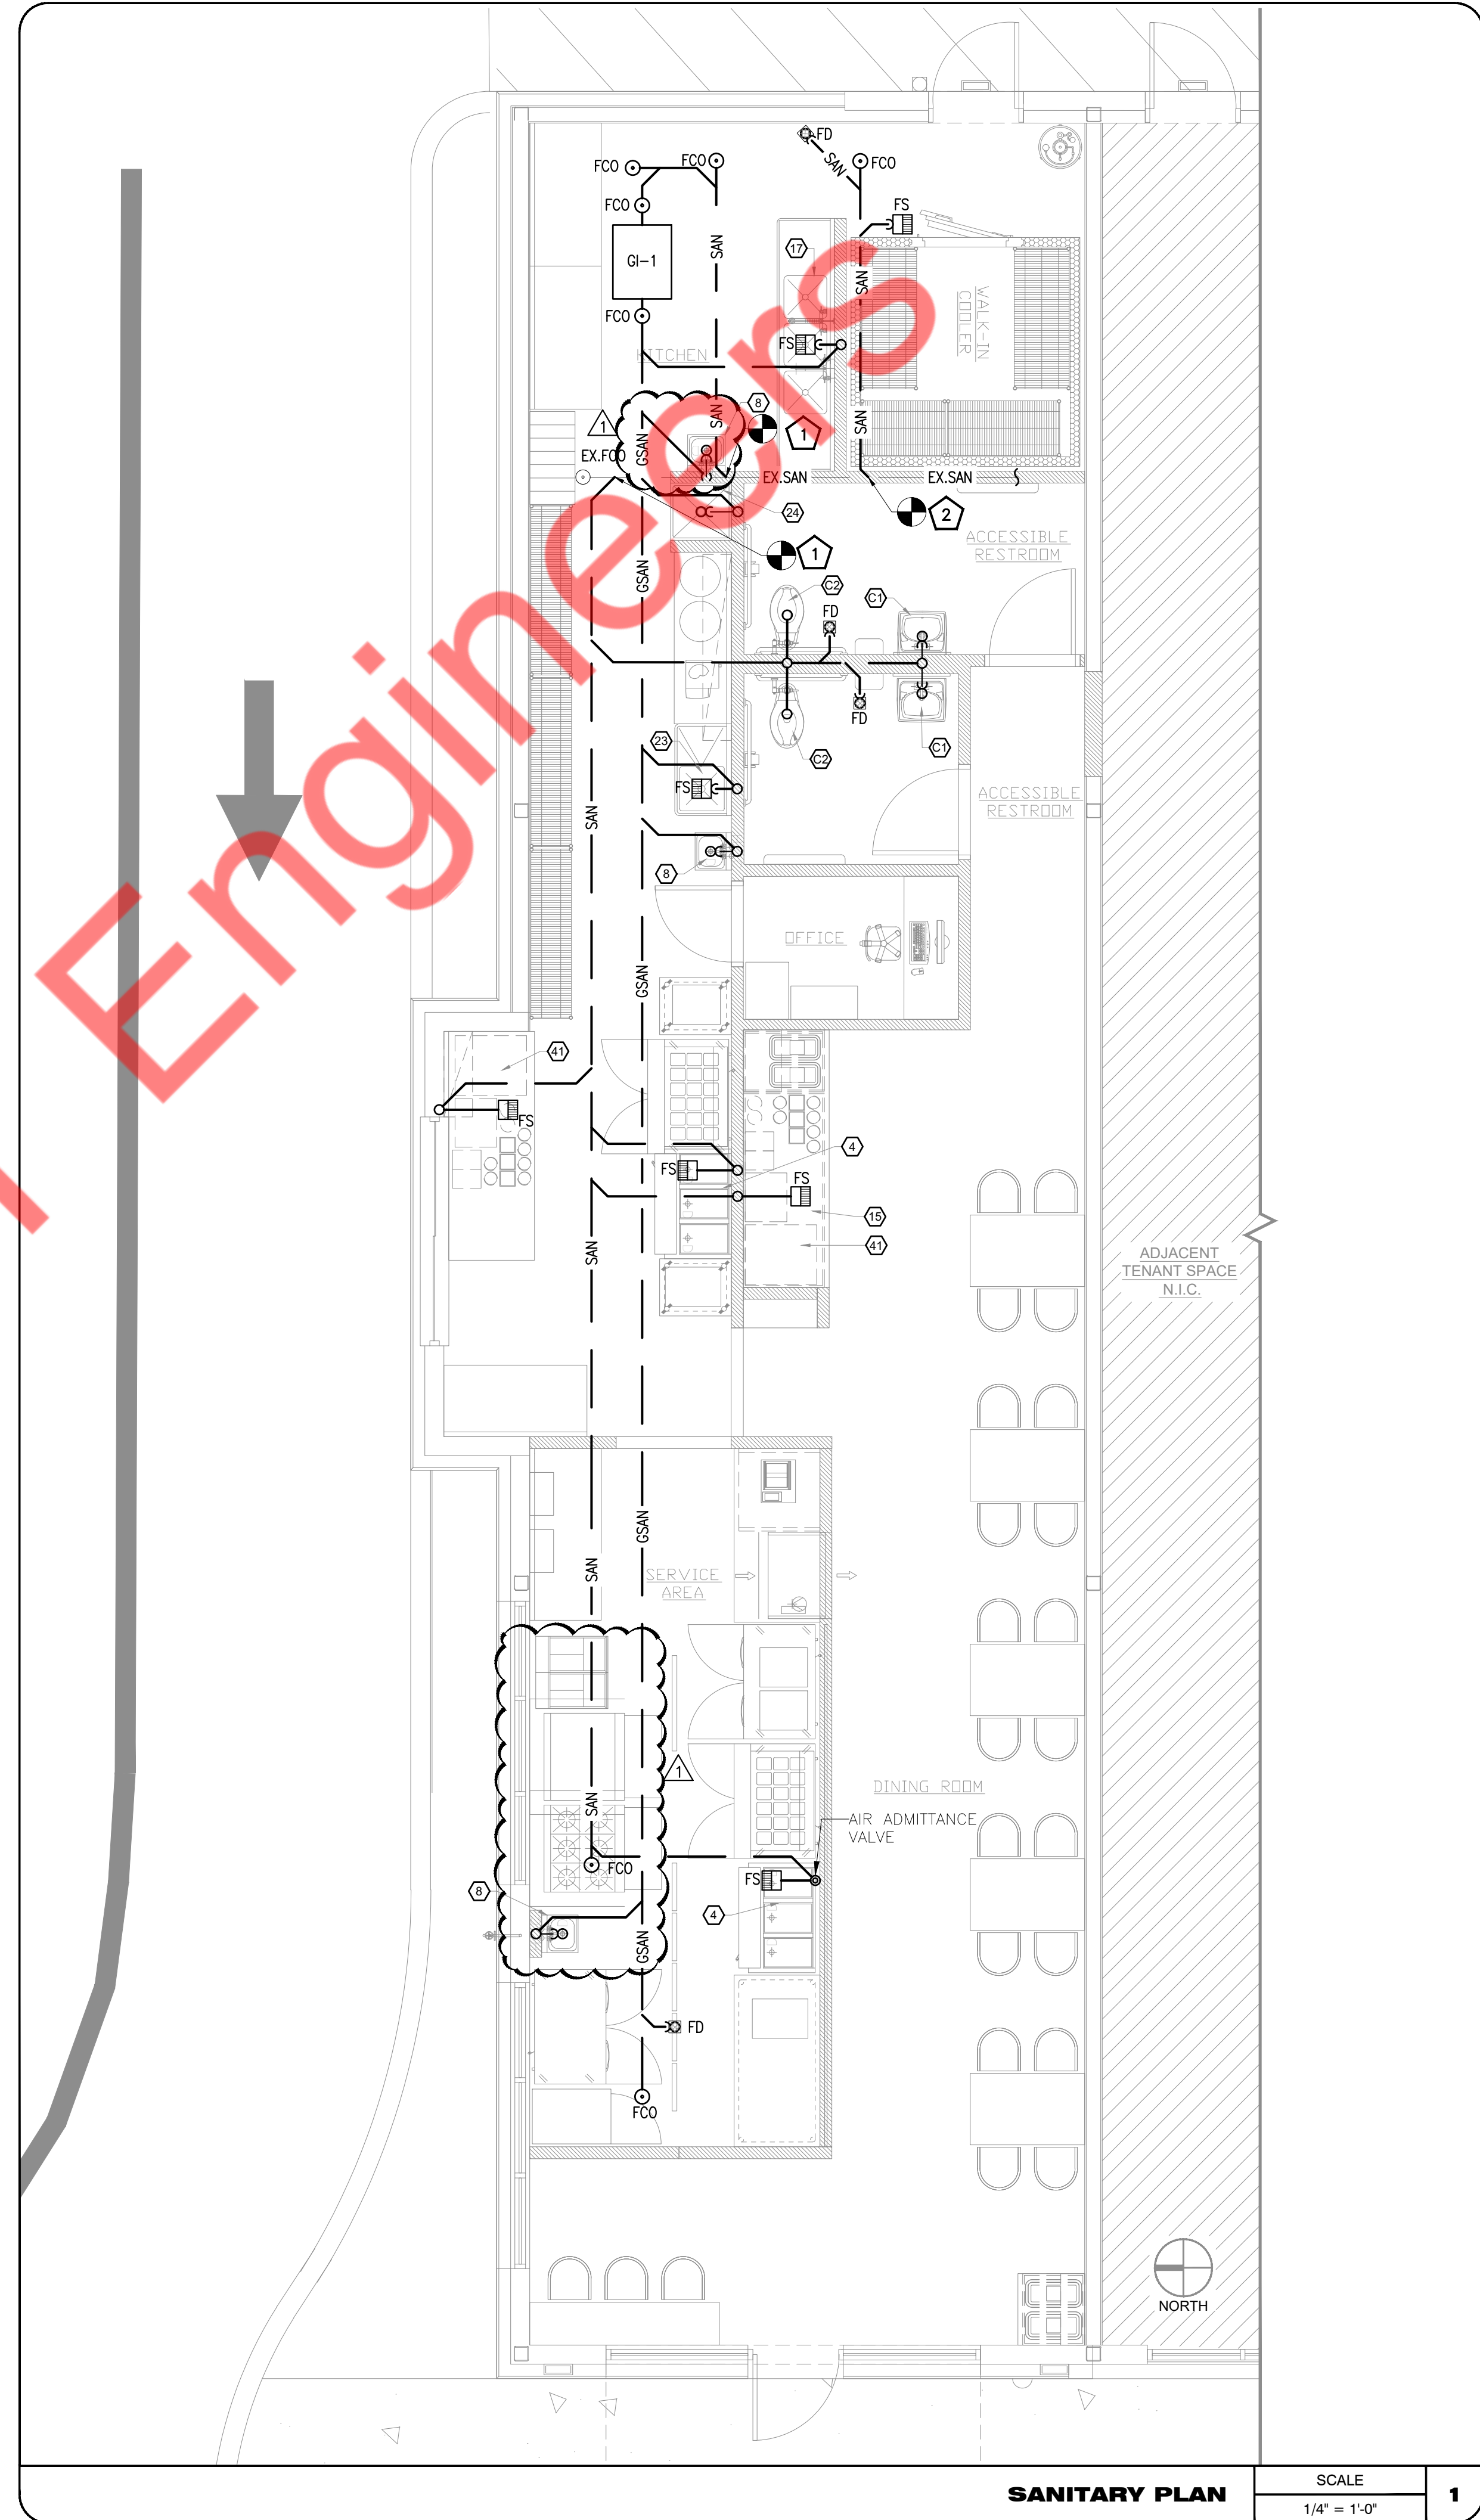 FD
FCO
FCO
FCO
SAN
FCO
FS
17
SAN
GI-1
SAN
WALK-IN
COOLER
FCO
FS
KITCHEN
8
1
1
SAN
SAN
GSAN
EX.FCO
EX.SAN
EX.SAN
24
2
ACCESSIBLE
RESTROOM
1
GSAN
C2
C1
FD
FD
23
C1
C2
FS
ACCESSIBLE
RESTROOM
SAN
8
OFFICE
GSAN
41
FS
4
FS
FS
15
41
SAN
ADJACENT
TENANT SPACE
N.I.C.
GSAN
SAN
SERVICE
AREA
1
DINING ROOM
SAN
AIR ADMITTANCE
VALVE
FCO
FS
8
4
GSAN
FD
FCO
NORTH
Engineers
SANITARY PLAN
SCALE
1/4" = 1'-0"
1